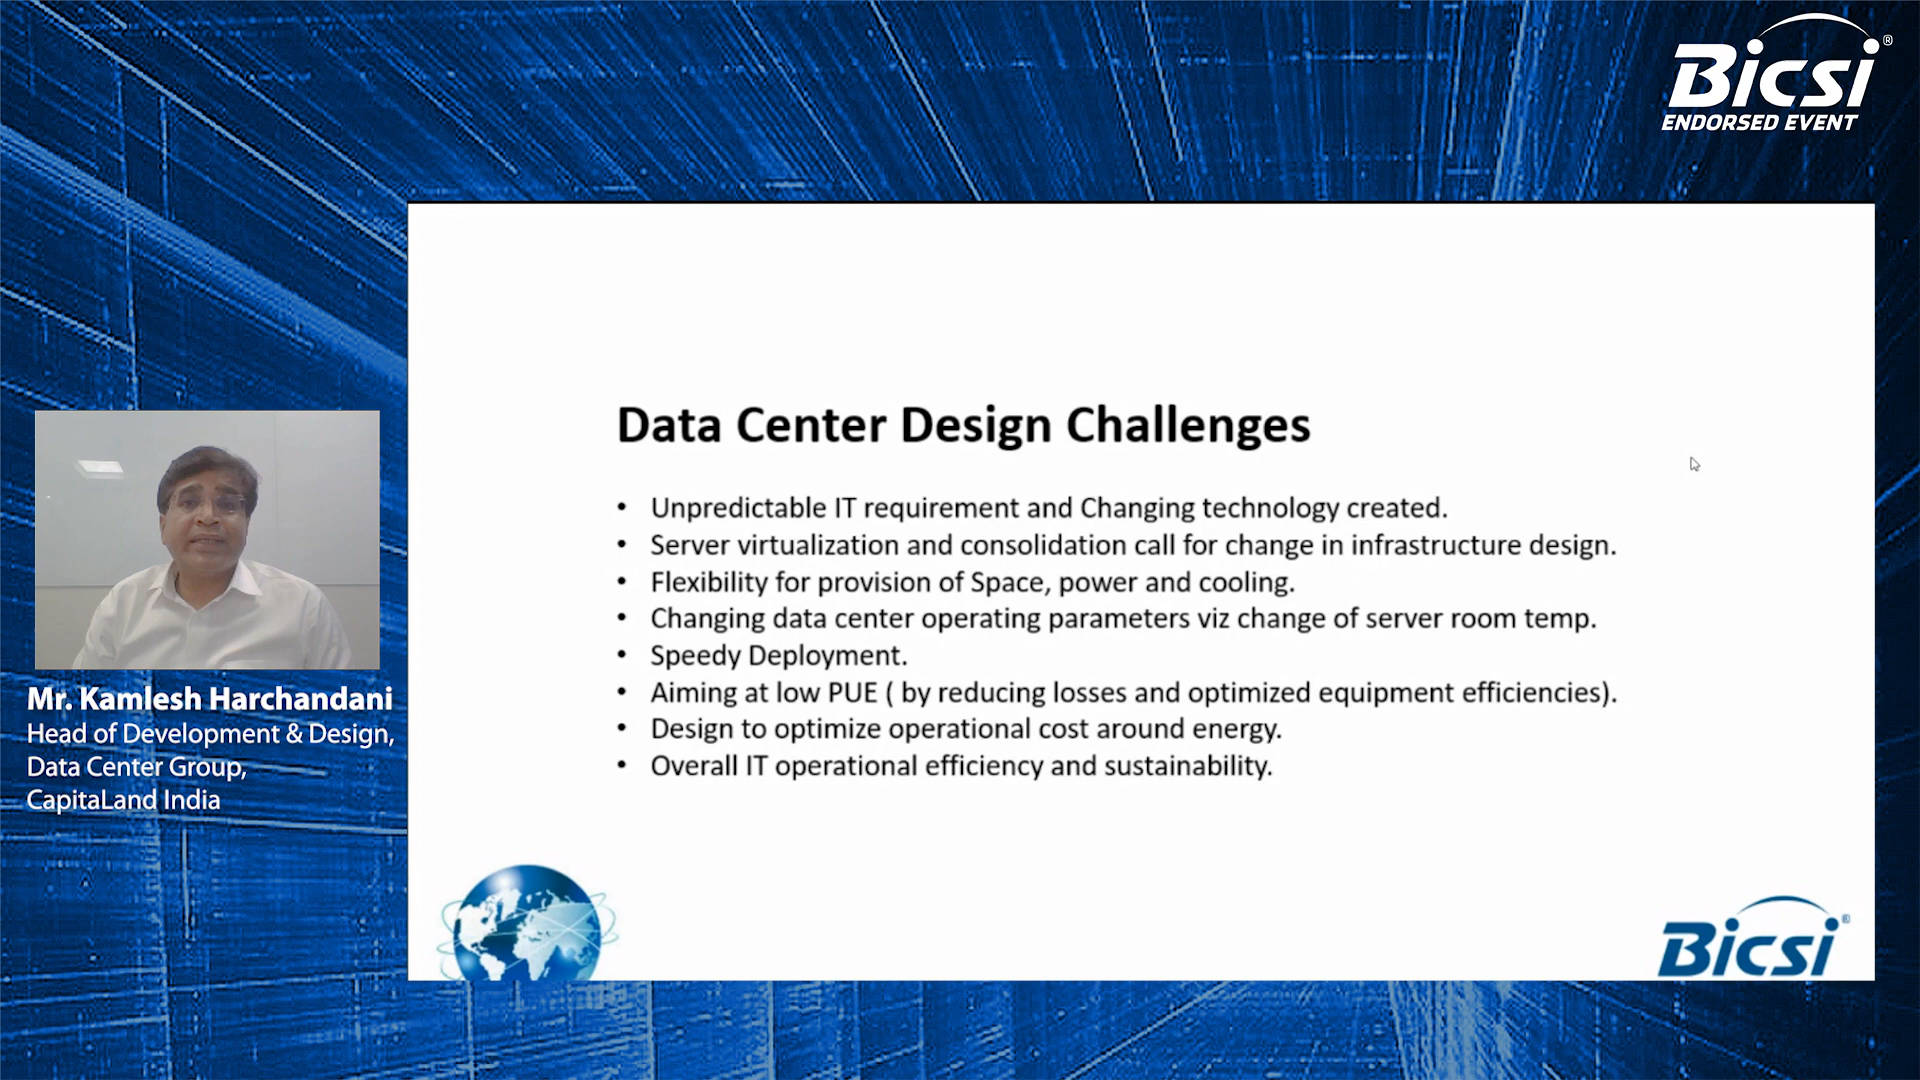 Bicsi®
ENDORSED EVENT
Data Center Design Challenges
• Unpredictable IT requirement and Changing technology created.
• Server virtualization and consolidation call for change in infrastructure design.
• Flexibility for provision of Space, power and cooling.
• Changing data center operating parameters viz change of server room temp.
• Speedy Deployment.
• Aiming at low PUE ( by reducing losses and optimized equipment efficiencies).
• Design to optimize operational cost around energy.
• Overall IT operational efficiency and sustainability.
Mr. Kamlesh Harchandani
Head of Development & Design,
Data Center Group,
CapitaLand India
Bicsi®